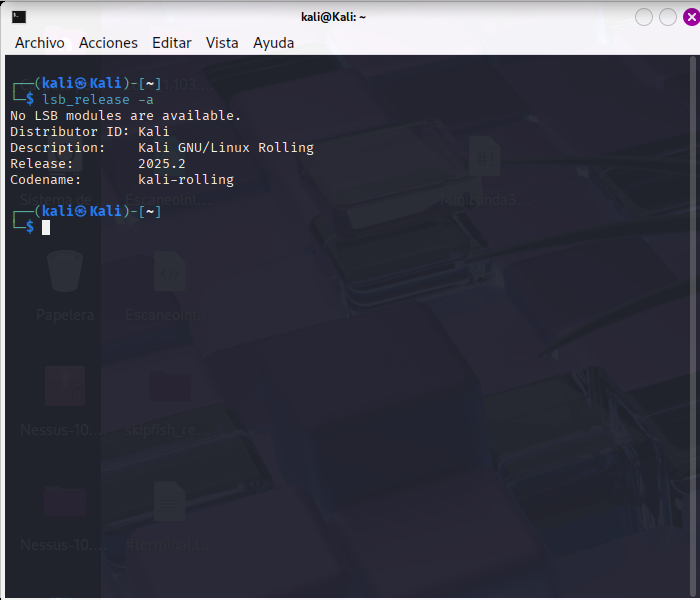 kali@Kali: ~
Archivo Acciones Editar Vista Ayuda
┌──(kali㉿Kali)-[~]
└─$ lsb_release -a
No LSB modules are available.
Distributor ID: Kali
Description:    Kali GNU/Linux Rolling
Release:        2025.2
Codename:       kali-rolling
┌──(kali㉿Kali)-[~]
└─$
Sistema de
Papelera
EscaneoInt...
Nessus-10....
skipfish_re...
Nessus-10....